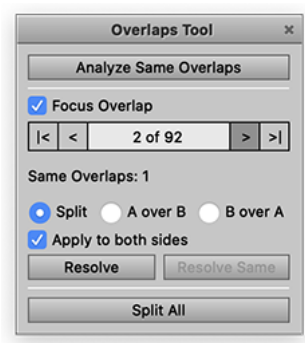 Overlaps Tool ×
Analyze Same Overlaps
Focus Overlap
|< < 2 of 92 > >|
Same Overlaps: 1
Split A over B B over A
Apply to both sides
Resolve Resolve Same
Split All